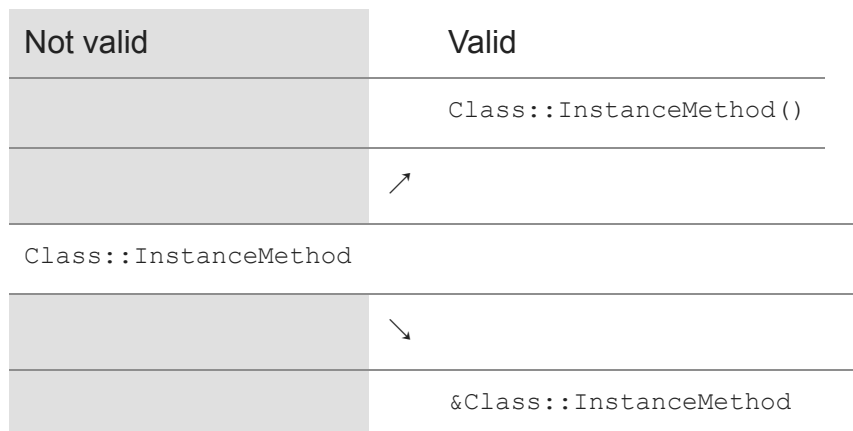 Not valid Valid
Class::InstanceMethod()
↗
Class::InstanceMethod
↘
&Class::InstanceMethod